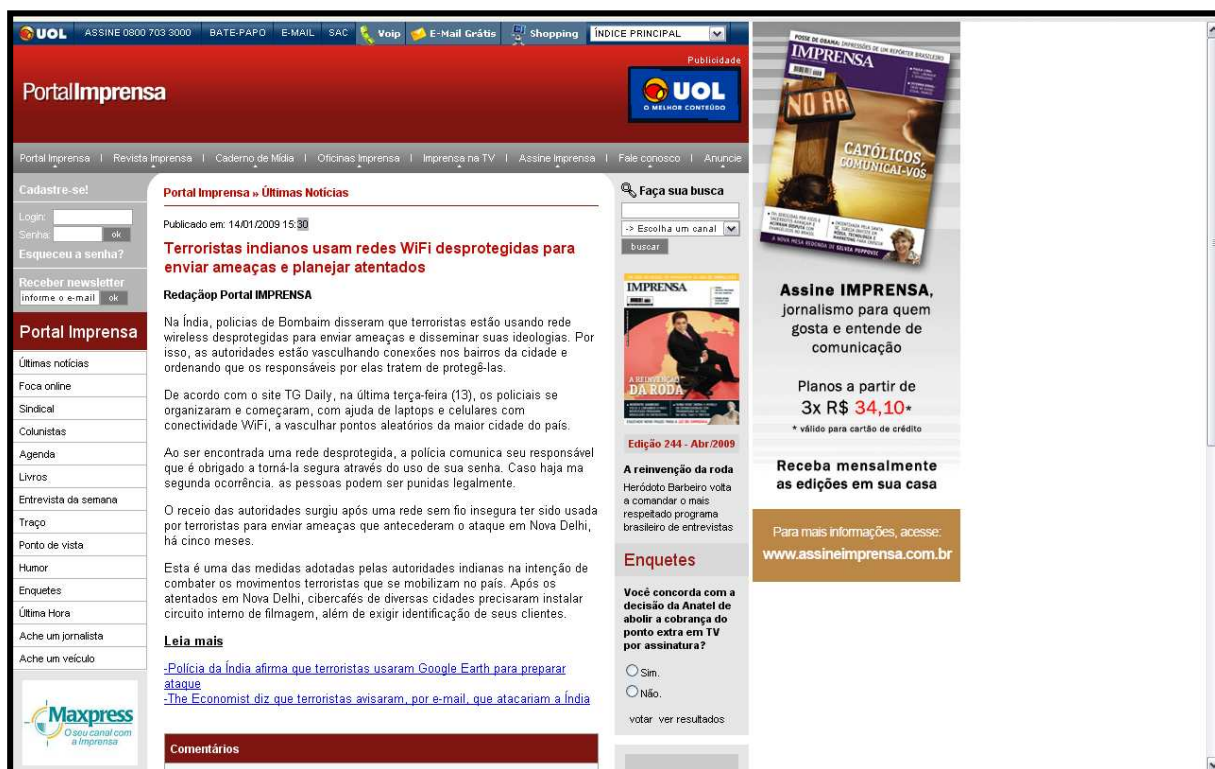 UOL ASSINE 0800 703 3000 BATE-PAPO E-MAIL SAC Voip E-Mail Grátis Shopping ÍNDICE PRINCIPAL
Publicidade
PortalImprensa
UOL
O MELHOR CONTEÚDO
Portal Imprensa | Revista Imprensa | Caderno de Mídia | Oficinas Imprensa | Imprensa na TV | Assine Imprensa | Fale conosco | Anuncie
Cadastre-se!
Login:
Senha: ok
Esqueceu a senha?
Receber newsletter
informe o e-mail ok
Portal Imprensa
Últimas notícias
Foca online
Sindical
Colunistas
Agenda
Livros
Entrevista da semana
Traço
Ponto de vista
Humor
Enquetes
Última Hora
Ache um jornalista
Ache um veículo
Maxpress
O seu canal com
a Imprensa
Portal Imprensa » Últimas Notícias
Publicado em: 14/01/2009 15:30
Terroristas indianos usam redes WiFi desprotegidas para
enviar ameaças e planejar atentados
Redaçãop Portal IMPRENSA
Na Índia, policias de Bombaim disseram que terroristas estão usando rede
wireless desprotegidas para enviar ameaças e disseminar suas ideologias. Por
isso, as autoridades estão vasculhando conexões nos bairros da cidade e
ordenando que os responsáveis por elas tratem de protegê-las.
De acordo com o site TG Daily, na última terça-feira (13), os policiais se
organizaram e começaram, com ajuda de laptops e celulares com
conectividade WiFi, a vasculhar pontos aleatórios da maior cidade do país.
Ao ser encontrada uma rede desprotegida, a polícia comunica seu responsável
que é obrigado a torná-la segura através do uso de sua senha. Caso haja ma
segunda ocorrência. as pessoas podem ser punidas legalmente.
O receio das autoridades surgiu após uma rede sem fio insegura ter sido usada
por terroristas para enviar ameaças que antecederam o ataque em Nova Delhi,
há cinco meses.
Esta é uma das medidas adotadas pelas autoridades indianas na intenção de
combater os movimentos terroristas que se mobilizam no país. Após os
atentados em Nova Delhi, cibercafés de diversas cidades precisaram instalar
circuito interno de filmagem, além de exigir identificação de seus clientes.
Leia mais
-Polícia da Índia afirma que terroristas usaram Google Earth para preparar
ataque
-The Economist diz que terroristas avisaram, por e-mail, que atacariam a Índia
Comentários
Faça sua busca
-> Escolha um canal
buscar
IMPRENSA
A REINVENÇÃO
DA RODA
Edição 244 - Abr/2009
A reinvenção da roda
Heródoto Barbeiro volta
a comandar o mais
respeitado programa
brasileiro de entrevistas
Enquetes
Você concorda com a
decisão da Anatel de
abolir a cobrança do
ponto extra em TV
por assinatura?
Sim.
Não.
votar ver resultados
POSSE DE OBAMA: IMPRESSÕES DE UM REPÓRTER BRASILEIRO
IMPRENSA
NO AR
CATÓLICOS,
COMUNICAI-VOS
A NOVA MESA REDONDA DE SILVIA POPPOVIC
Assine IMPRENSA,
jornalismo para quem
gosta e entende de
comunicação
Planos a partir de
3x R$ 34,10*
* válido para cartão de crédito
Receba mensalmente
as edições em sua casa
Para mais informações, acesse:
www.assineimprensa.com.br